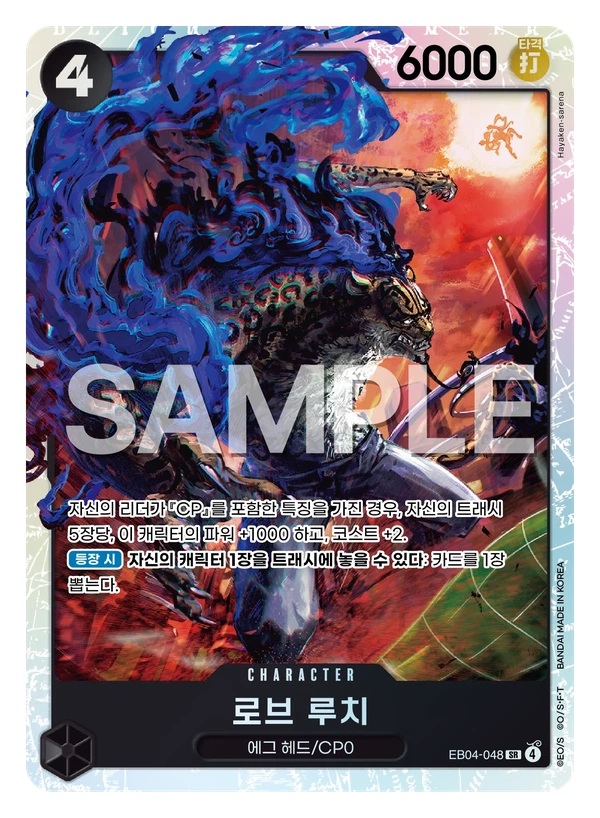 4
6000
타격
打
Hayaken-sarena
SAMPLE
자신의 리더가 『CP』를 포함한 특징을 가진 경우, 자신의 트래시
5장당, 이 캐릭터의 파워 +1000 하고, 코스트 +2.
등장 시 자신의 캐릭터 1장을 트래시에 놓을 수 있다: 카드를 1장
뽑는다.
CHARACTER
로브 루치
에그 헤드/CP0
EB04-048 SR 4
©EO/S ©O/S·F·T BANDAI MADE IN KOREA